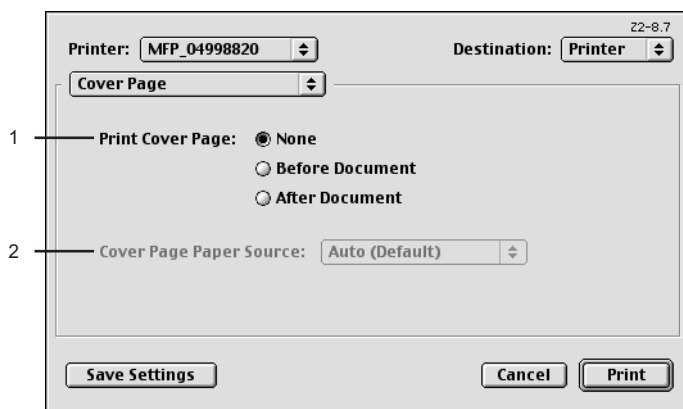 Z2-8.7
Printer: MFP_04998820 Destination: Printer
Cover Page
1 Print Cover Page: None
Before Document
After Document
2 Cover Page Paper Source: Auto (Default)
Save Settings Cancel Print